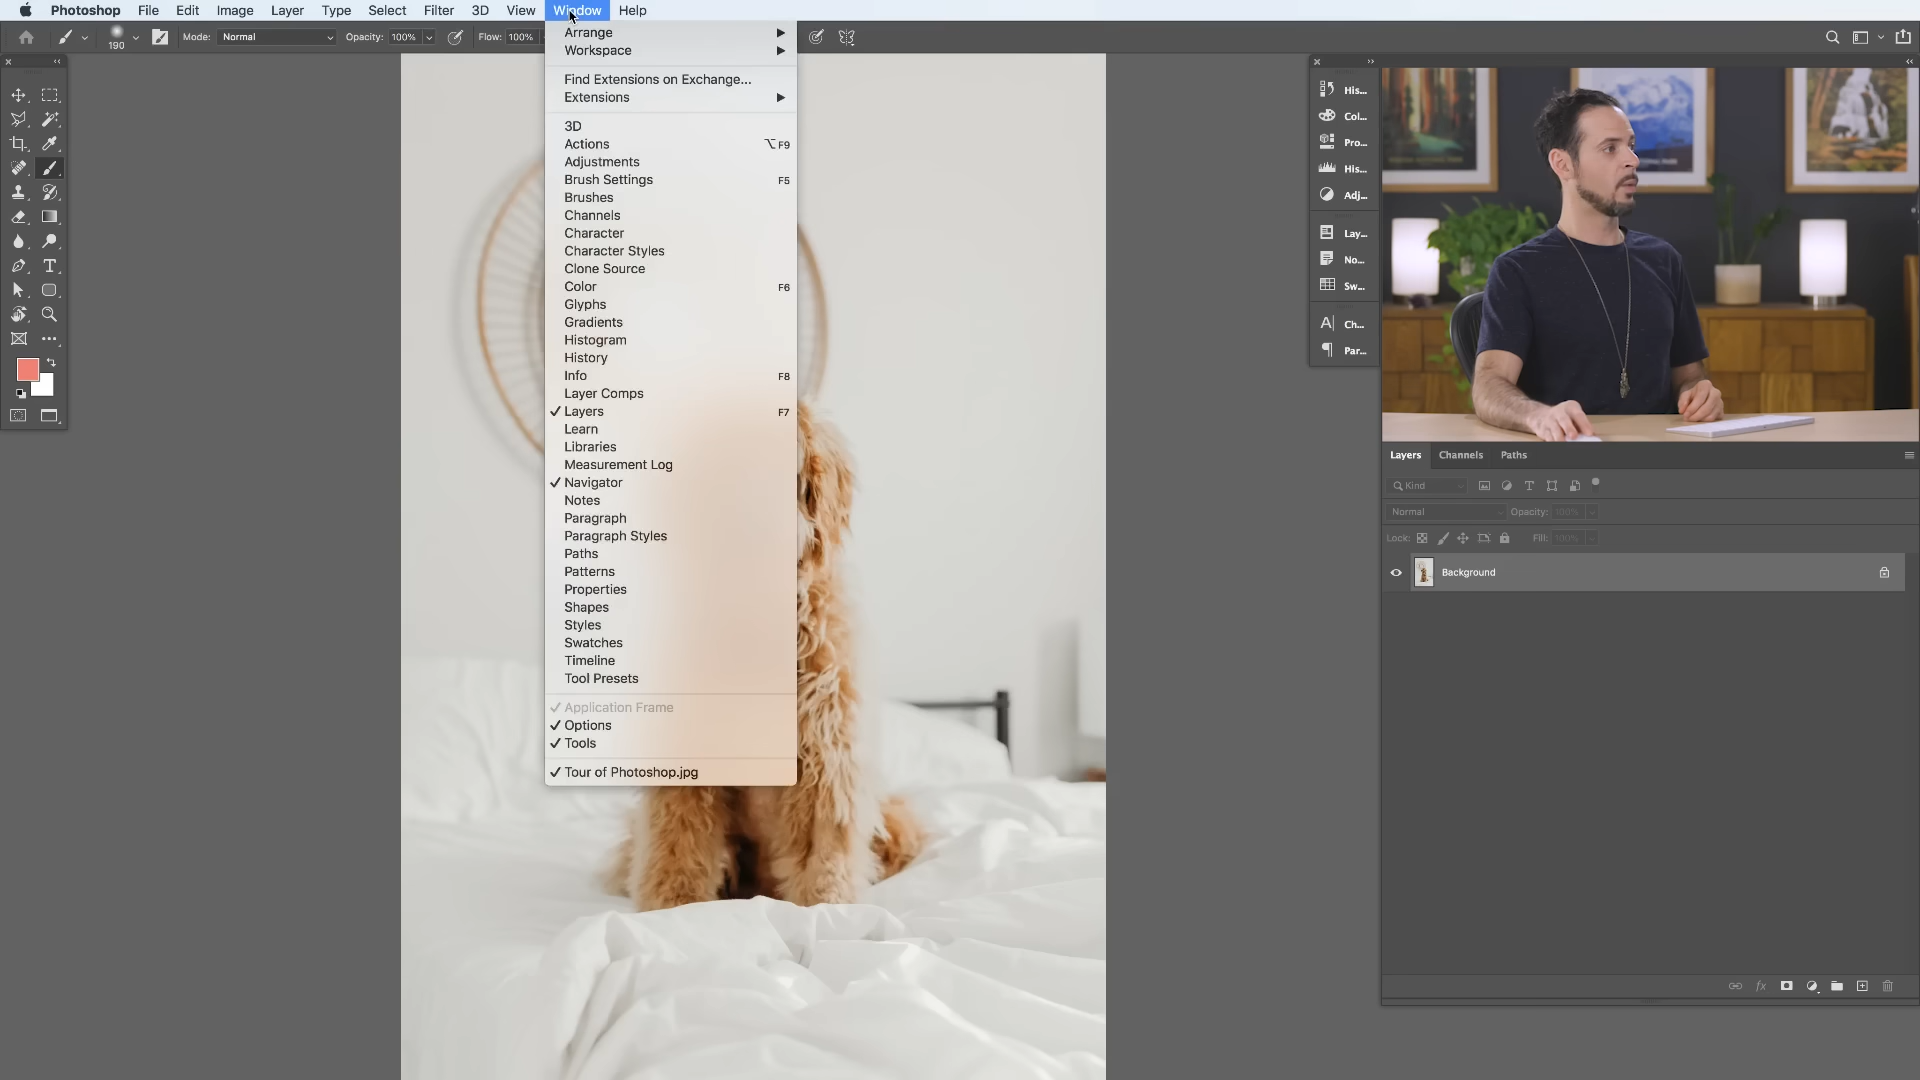 Photoshop File Edit Image Layer Type Select Filter 3D View Window Help
190 Mode: Normal Opacity: 100% Flow: 100%
Arrange
Workspace
Find Extensions on Exchange...
Extensions
3D
Actions ⌥F9
Adjustments
Brush Settings F5
Brushes
Channels
Character
Character Styles
Clone Source
Color F6
Glyphs
Gradients
Histogram
History
Info F8
Layer Comps
Layers F7
Learn
Libraries
Measurement Log
Navigator
Notes
Paragraph
Paragraph Styles
Paths
Patterns
Properties
Shapes
Styles
Swatches
Timeline
Tool Presets
Application Frame
Options
Tools
Tour of Photoshop.jpg
His...
Col...
Pro...
His...
Adj...
Lay...
No...
Sw...
Ch...
Par...
Layers Channels Paths
Kind
Normal Opacity: 100%
Lock: Fill: 100%
Background
fx